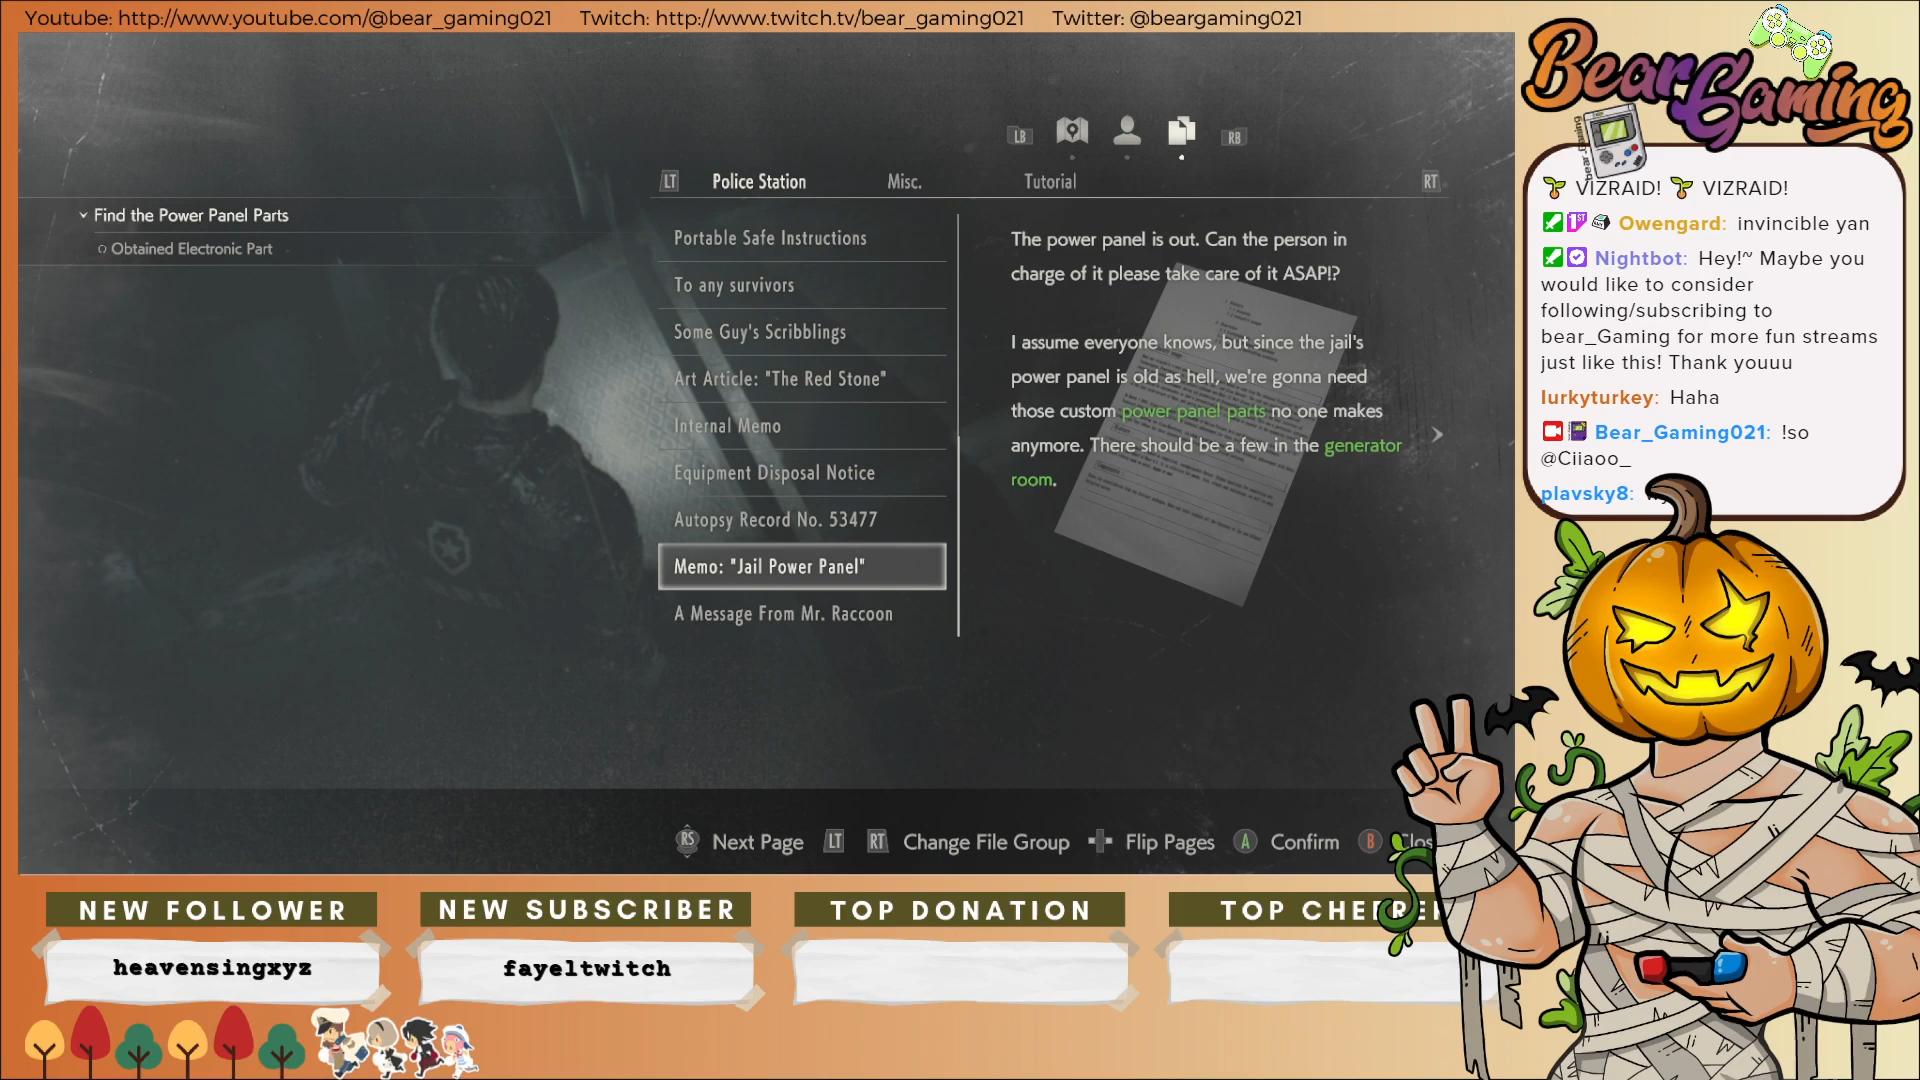 Youtube: http://www.youtube.com/@bear_gaming021 Twitch: http://www.twitch.tv/bear_gaming021 Twitter: @beargaming021
Bear Gaming
bear_gaming
LB
RB
LT Police Station Misc. Tutorial RT
Find the Power Panel Parts
Obtained Electronic Part
Portable Safe Instructions
To any survivors
Some Guy's Scribblings
Art Article: "The Red Stone"
Internal Memo
Equipment Disposal Notice
Autopsy Record No. 53477
Memo: "Jail Power Panel"
A Message From Mr. Raccoon
The power panel is out. Can the person in
charge of it please take care of it ASAP!?
I assume everyone knows, but since the jail's
power panel is old as hell, we're gonna need
those custom power panel parts no one makes
anymore. There should be a few in the generator
room.
RS Next Page LT RT Change File Group Flip Pages A Confirm B Clos
VIZRAID! VIZRAID!
1ST Owengard: invincible yan
Nightbot: Hey!~ Maybe you
would like to consider
following/subscribing to
bear_Gaming for more fun streams
just like this! Thank youuu
lurkyturkey: Haha
Bear_Gaming021: !so
@Ciiaoo_
plavsky8:
NEW FOLLOWER
heavensingxyz
NEW SUBSCRIBER
fayeltwitch
TOP DONATION
TOP CHEERER